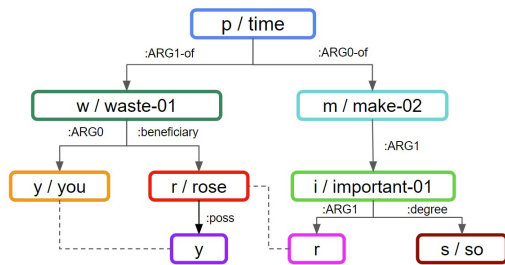 p / time
:ARG1-of :ARG0-of
w / waste-01 m / make-02
:ARG0 :beneficiary :ARG1
y / you r / rose i / important-01
:poss :ARG1 :degree
y r s / so